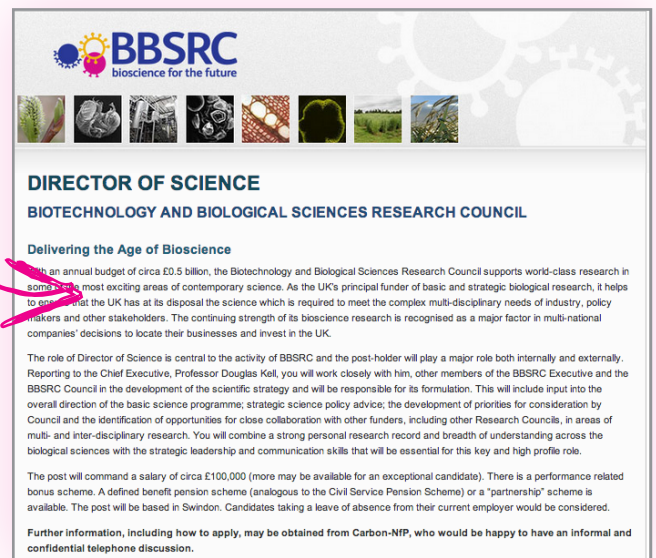 BBSRC
bioscience for the future
DIRECTOR OF SCIENCE
BIOTECHNOLOGY AND BIOLOGICAL SCIENCES RESEARCH COUNCIL
Delivering the Age of Bioscience
an annual budget of circa £0.5 billion, the Biotechnology and Biological Sciences Research Council supports world-class research in
some most exciting areas of contemporary science. As the UK's principal funder of basic and strategic biological research, it helps
to that the UK has at its disposal the science which is required to meet the complex multi-disciplinary needs of industry, policy
makers and other stakeholders. The continuing strength of its bioscience research is recognised as a major factor in multi-national
companies' decisions to locate their businesses and invest in the UK.
The role of Director of Science is central to the activity of BBSRC and the post-holder will play a major role both internally and externally.
Reporting to the Chief Executive, Professor Douglas Kell, you will work closely with him, other members of the BBSRC Executive and the
BBSRC Council in the development of the scientific strategy and will be responsible for its formulation. This will include input into the
overall direction of the basic science programme; strategic science policy advice; the development of priorities for consideration by
Council and the identification of opportunities for close collaboration with other funders, including other Research Councils, in areas of
multi- and inter-disciplinary research. You will combine a strong personal research record and breadth of understanding across the
biological sciences with the strategic leadership and communication skills that will be essential for this key and high profile role.
The post will command a salary of circa £100,000 (more may be available for an exceptional candidate). There is a performance related
bonus scheme. A defined benefit pension scheme (analogous to the Civil Service Pension Scheme) or a "partnership" scheme is
available. The post will be based in Swindon. Candidates taking a leave of absence from their current employer would be considered.
Further information, including how to apply, may be obtained from Carbon-NfP, who would be happy to have an informal and
confidential telephone discussion.